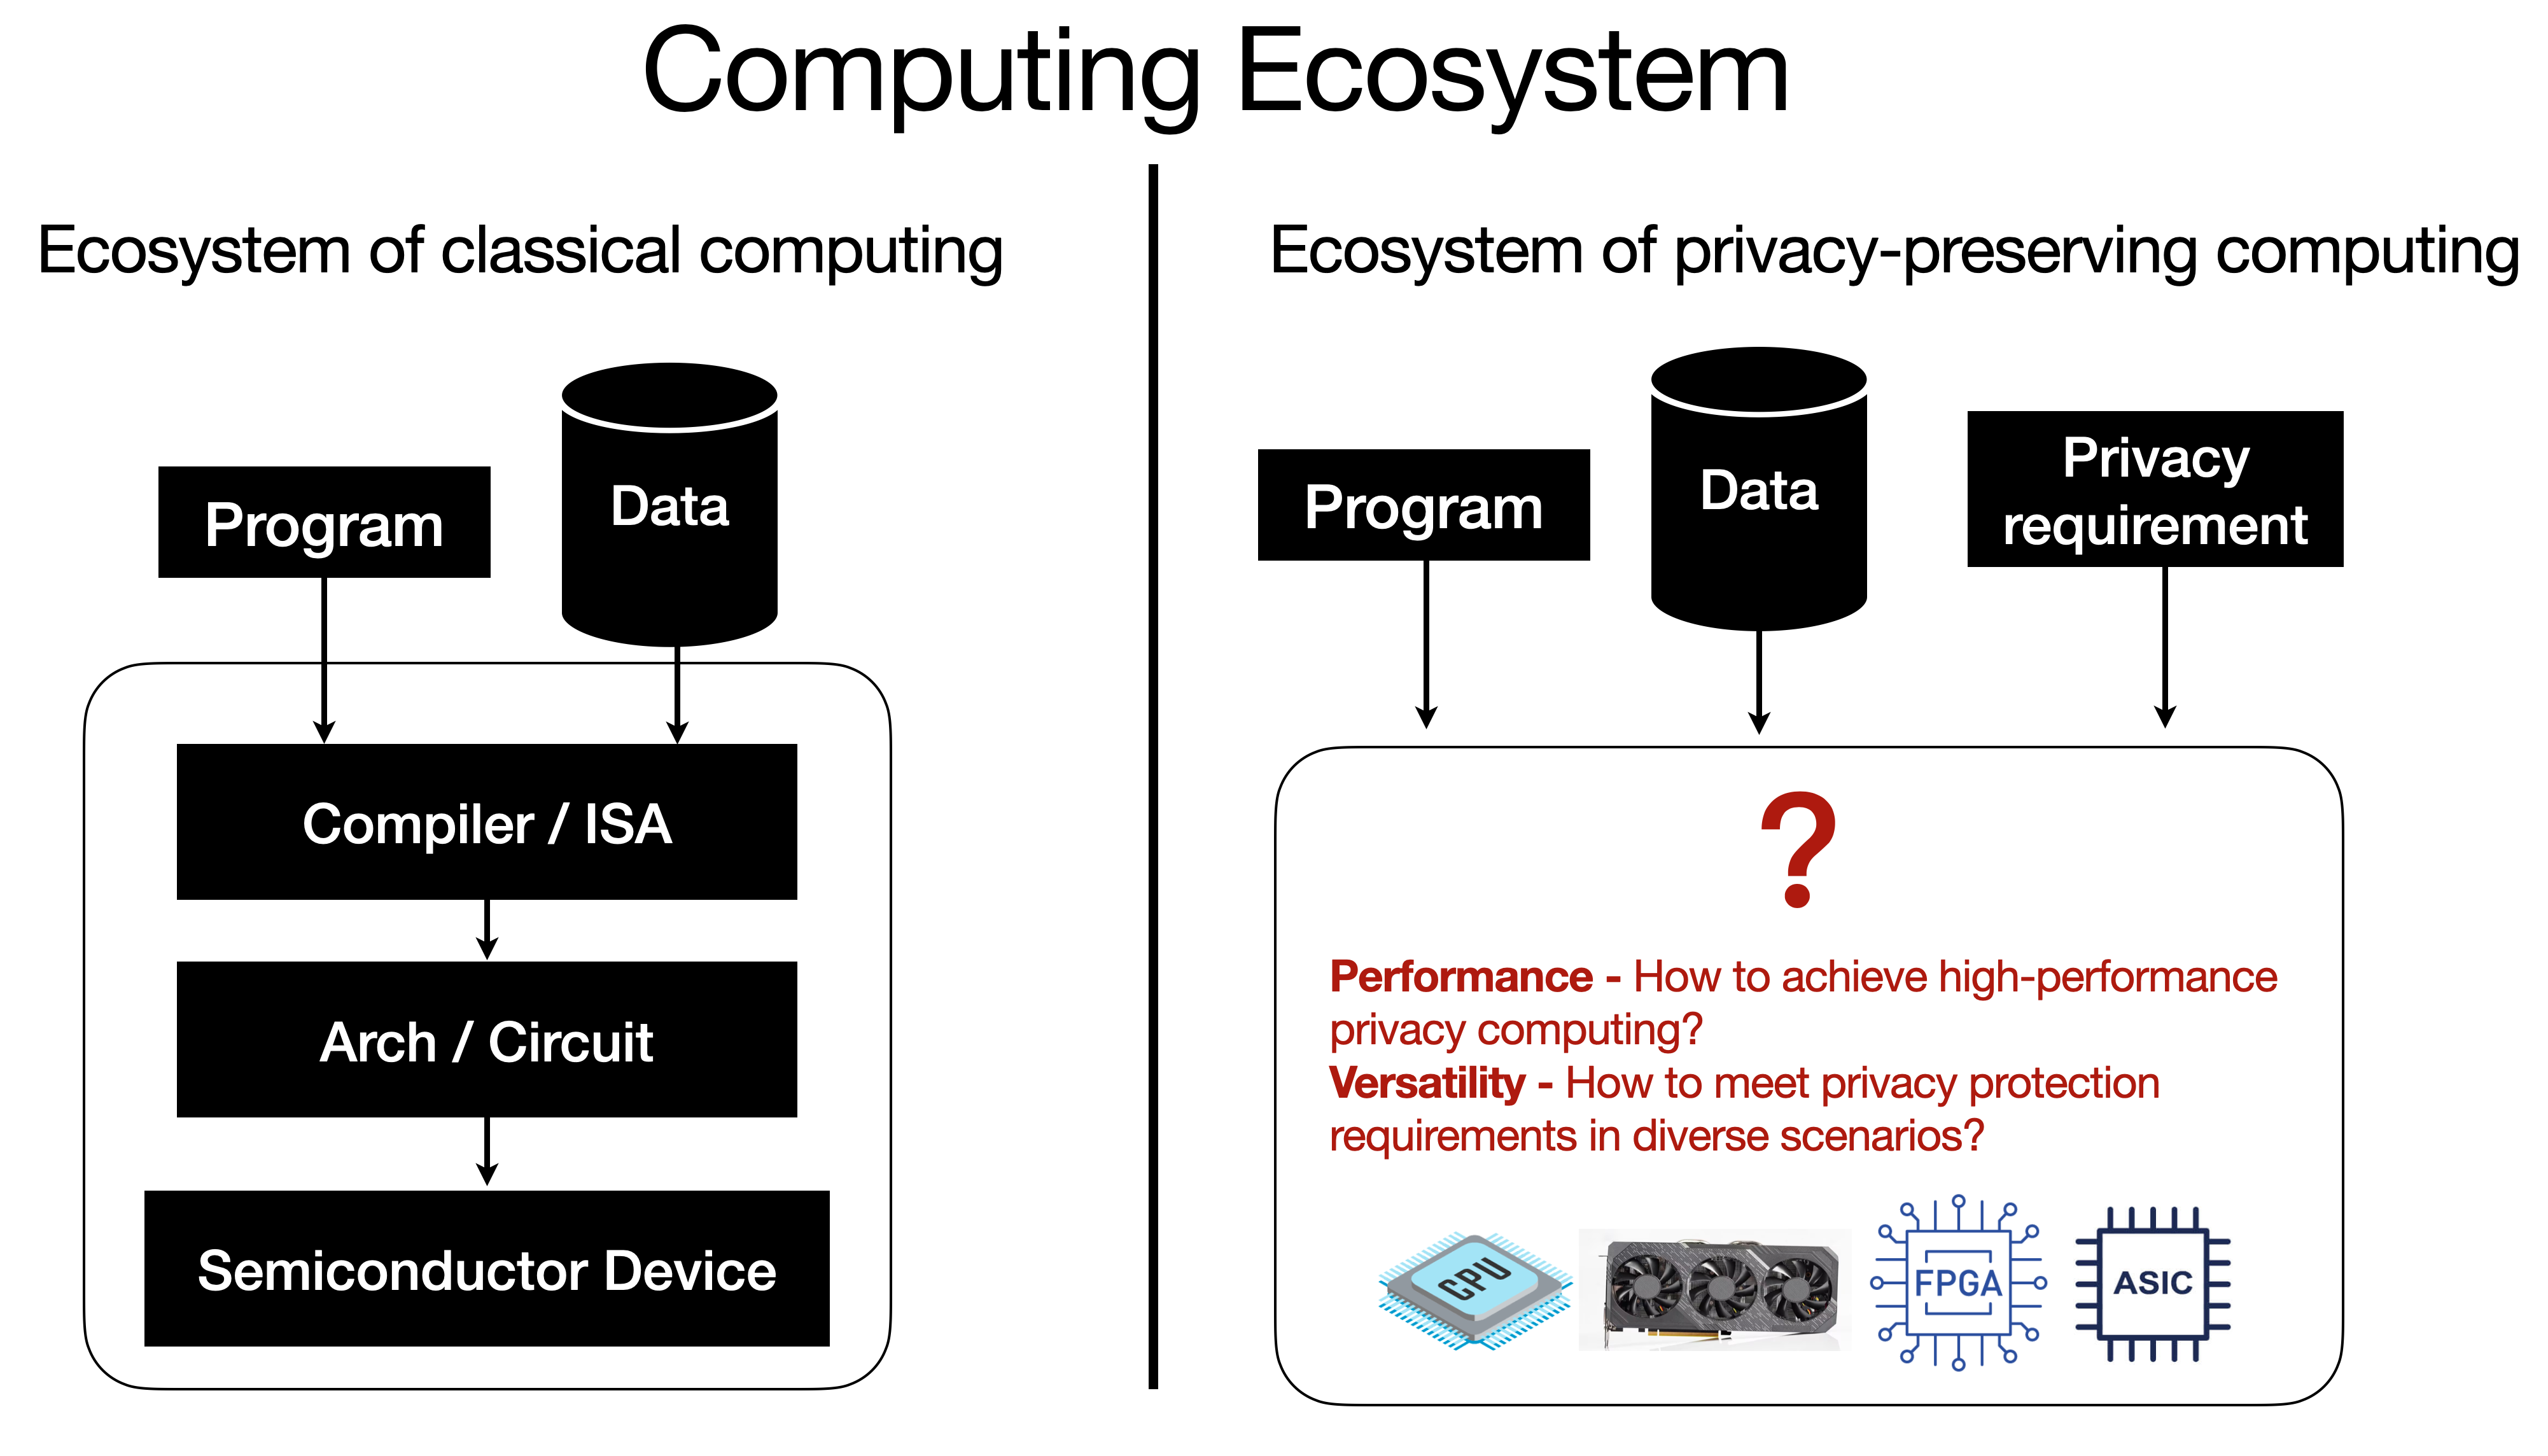 Computing Ecosystem
Ecosystem of classical computing
Program
Data
Compiler / ISA
Arch / Circuit
Semiconductor Device
Ecosystem of privacy-preserving computing
Program
Data
Privacy
requirement
?
Performance - How to achieve high-performance
privacy computing?
Versatility - How to meet privacy protection
requirements in diverse scenarios?
CPU
FPGA
ASIC